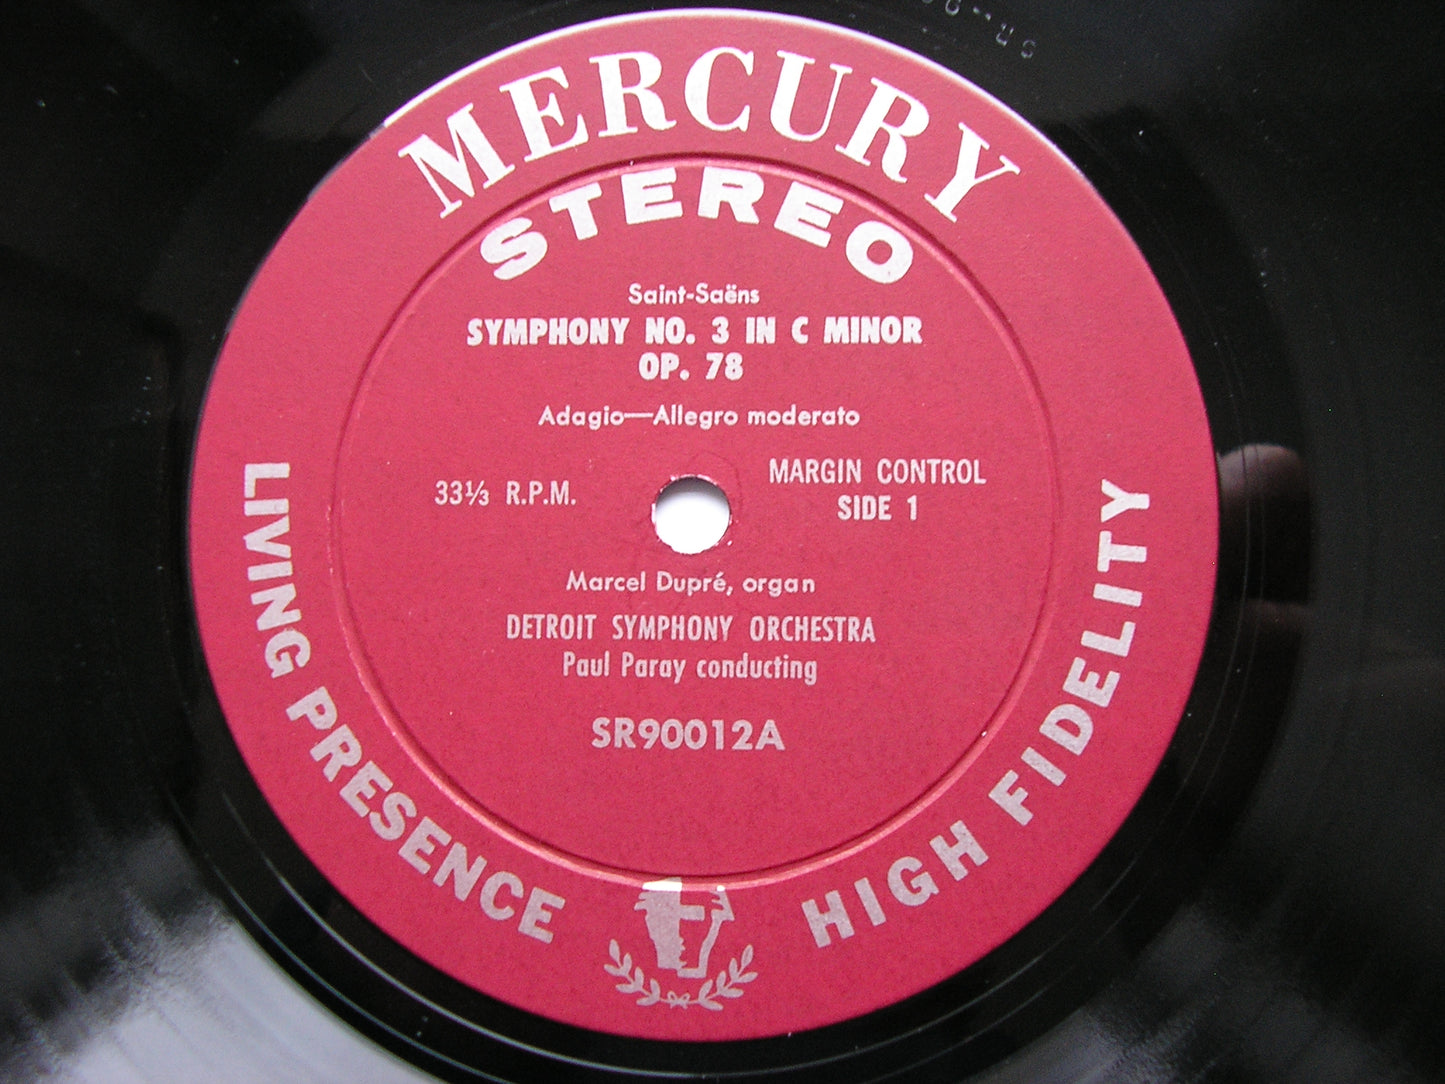 MERCURY
STEREO
Saint-Saëns
SYMPHONY NO. 3 IN C MINOR
OP. 78
Adagio—Allegro moderato
33⅓ R.P.M.
MARGIN CONTROL
SIDE 1
Marcel Dupré, organ
DETROIT SYMPHONY ORCHESTRA
Paul Paray conducting
SR90012A
LIVING PRESENCE
HIGH FIDELITY